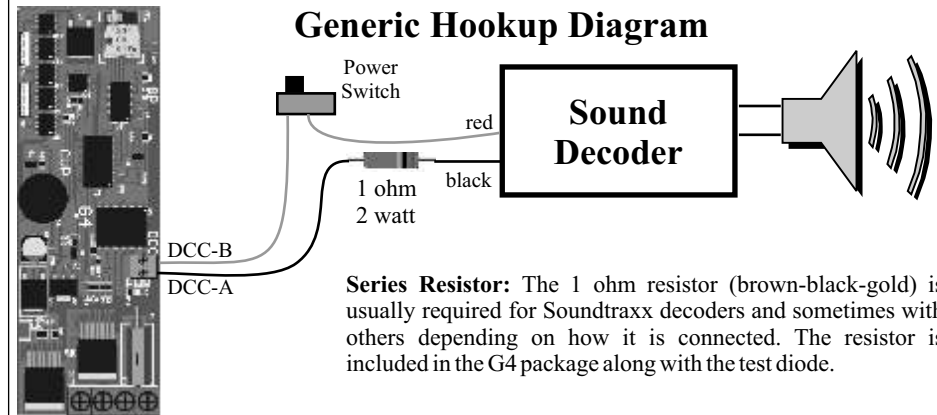 Generic Hookup Diagram
Power
Switch
red
Sound
Decoder
1 ohm
2 watt
black
G4
DCC
DCC-B
DCC-A
Series Resistor: The 1 ohm resistor (brown-black-gold) is
usually required for Soundtraxx decoders and sometimes with
others depending on how it is connected. The resistor is
included in the G4 package along with the test diode.